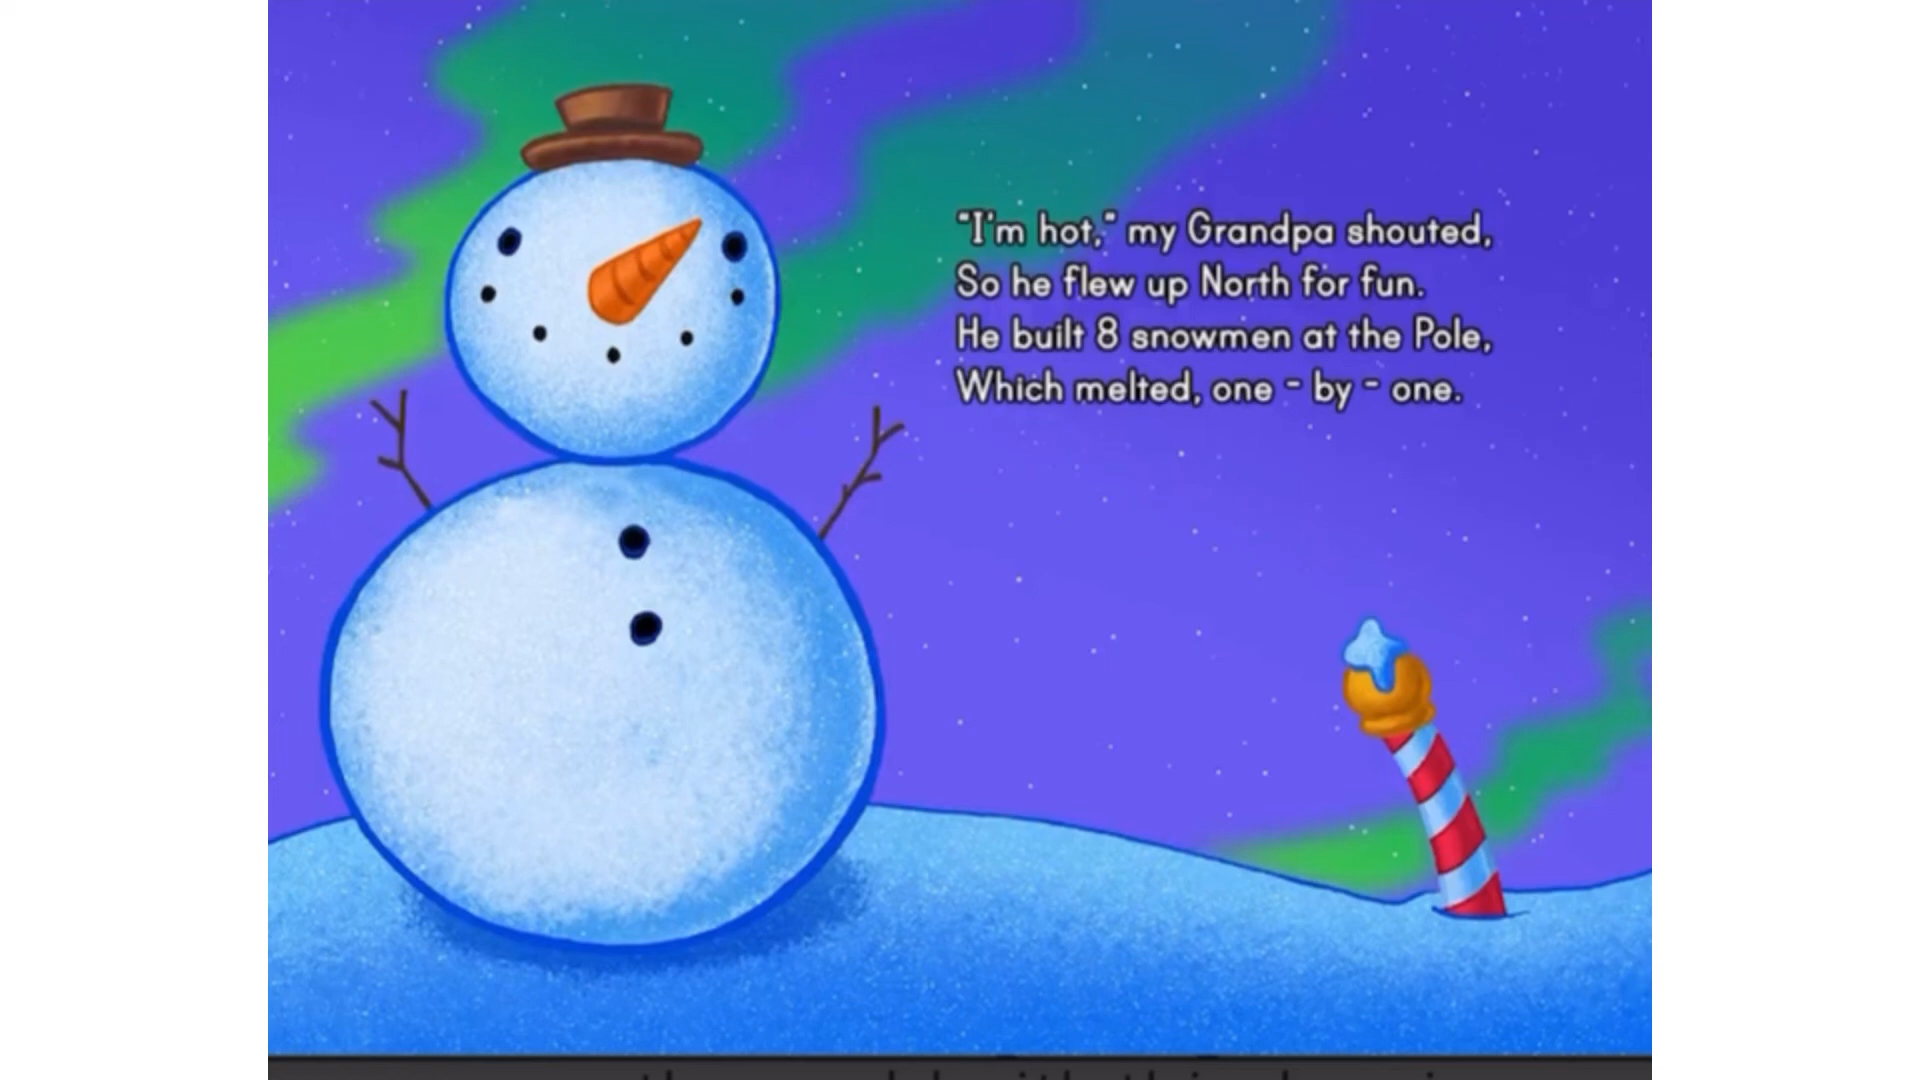 "I'm hot," my Grandpa shouted,
So he flew up North for fun.
He built 8 snowmen at the Pole,
Which melted, one - by - one.